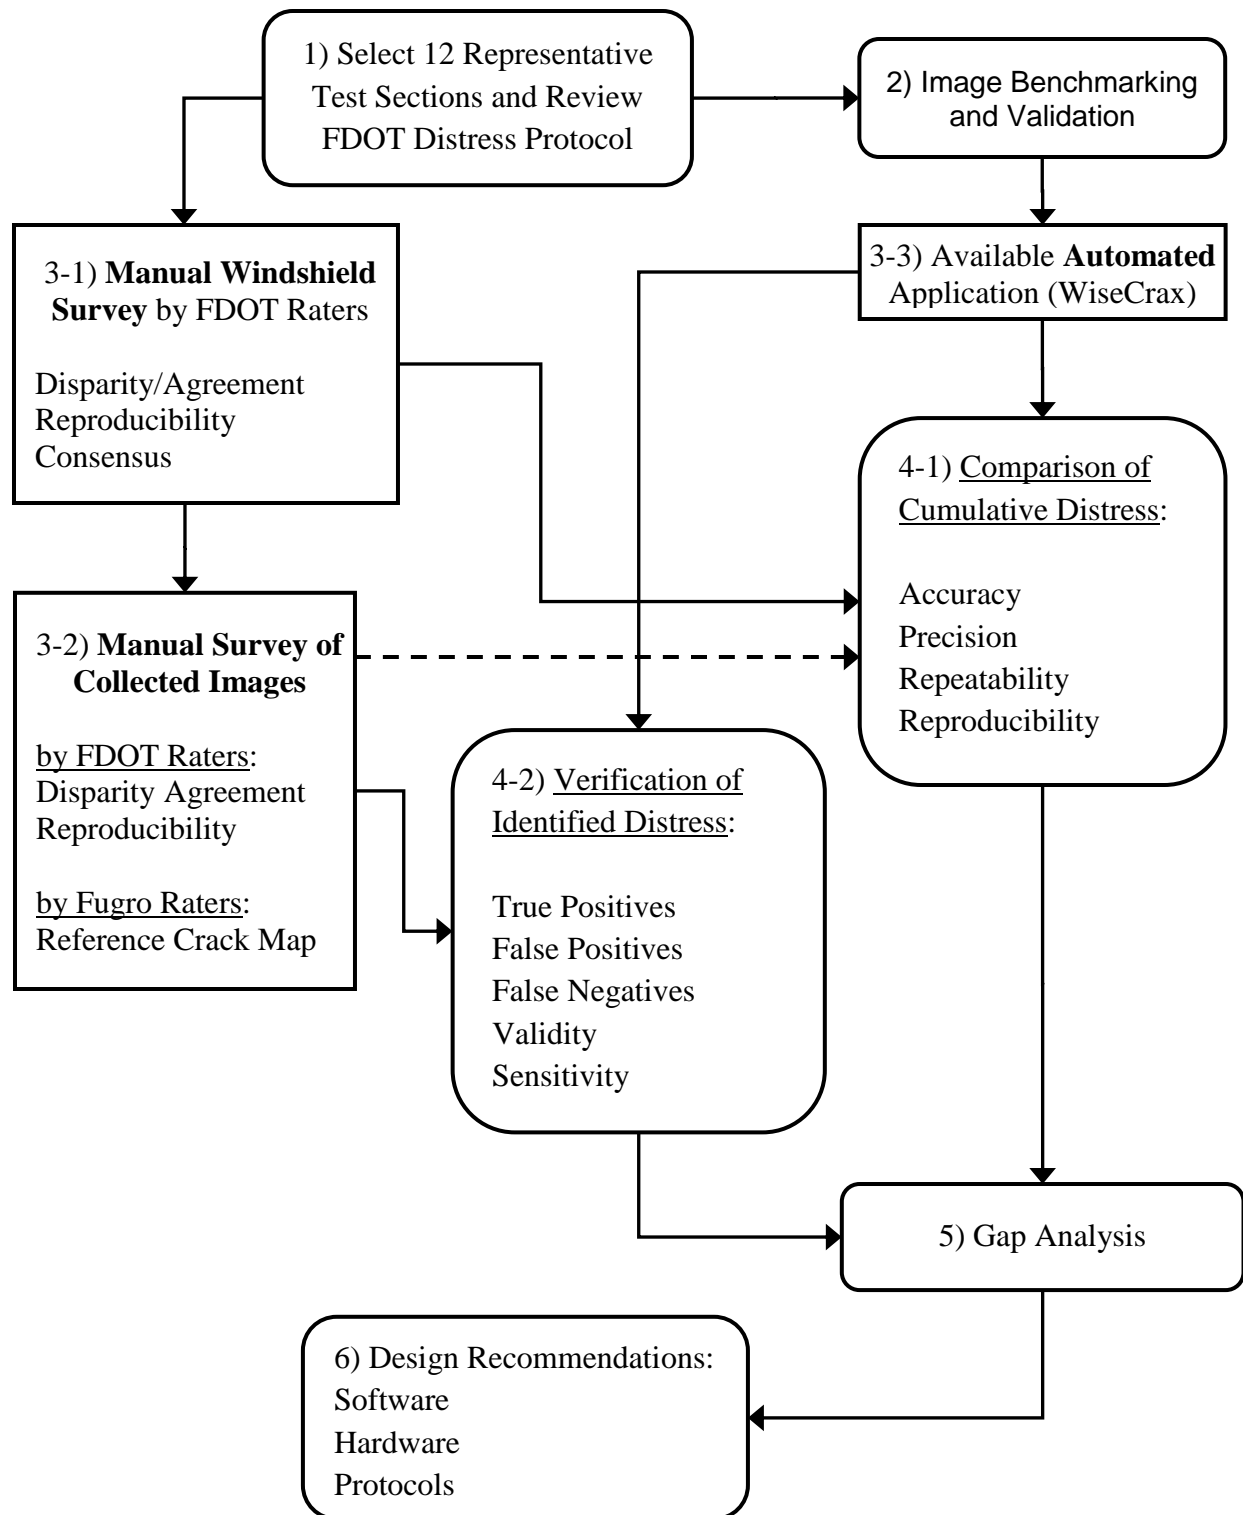 1) Select 12 Representative
Test Sections and Review
FDOT Distress Protocol
2) Image Benchmarking
and Validation
3-1) Manual Windshield
Survey by FDOT Raters
Disparity/Agreement
Reproducibility
Consensus
3-3) Available Automated
Application (WiseCrax)
3-2) Manual Survey of
Collected Images
by FDOT Raters:
Disparity Agreement
Reproducibility
by Fugro Raters:
Reference Crack Map
4-1) Comparison of
Cumulative Distress:
Accuracy
Precision
Repeatability
Reproducibility
4-2) Verification of
Identified Distress:
True Positives
False Positives
False Negatives
Validity
Sensitivity
5) Gap Analysis
6) Design Recommendations:
Software
Hardware
Protocols